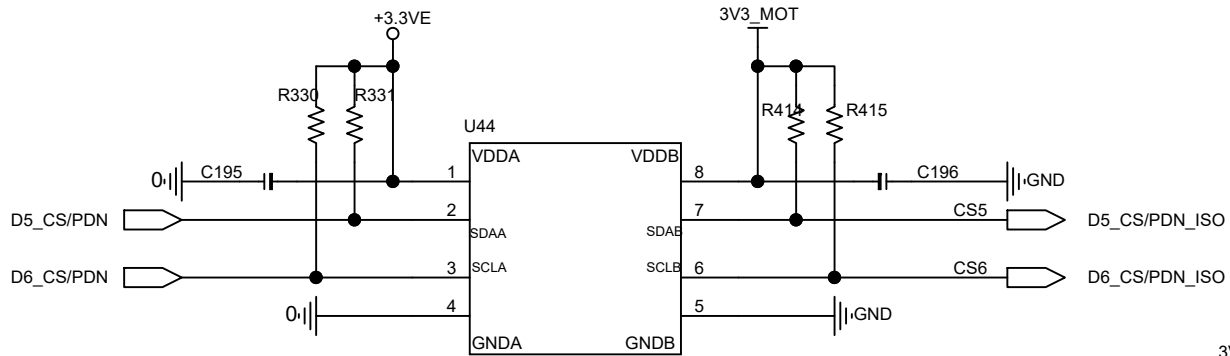 +3.3VE
3V3_MOT
R330
R331
R414
R415
U44
VDDA
VDDB
0
C195
1
8
C196
GND
D5_CS/PDN
2
SDAA
SDAB
7
CS5
D5_CS/PDN_ISO
D6_CS/PDN
3
SCLA
SCLB
6
CS6
D6_CS/PDN_ISO
0
4
5
GND
GNDA
GNDB